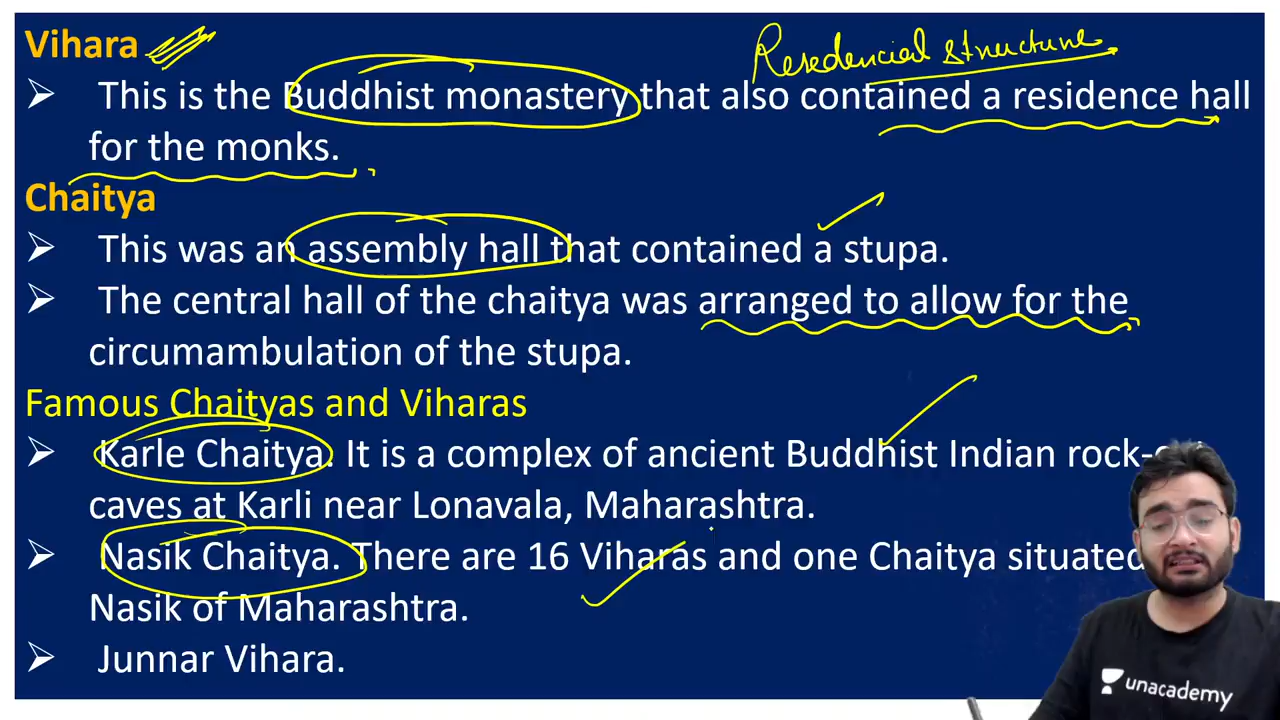 Vihara
Resedencial structure
➢ This is the Buddhist monastery that also contained a residence hall
for the monks.
Chaitya
➢ This was an assembly hall that contained a stupa.
➢ The central hall of the chaitya was arranged to allow for the
circumambulation of the stupa.
Famous Chaityas and Viharas
➢ Karle Chaitya. It is a complex of ancient Buddhist Indian
caves at Karli near Lonavala, Maharashtra.
➢ Nasik Chaitya. There are 16 Viharas and one Chaitya situated
Nasik of Maharashtra.
➢ Junnar Vihara.
unacademy